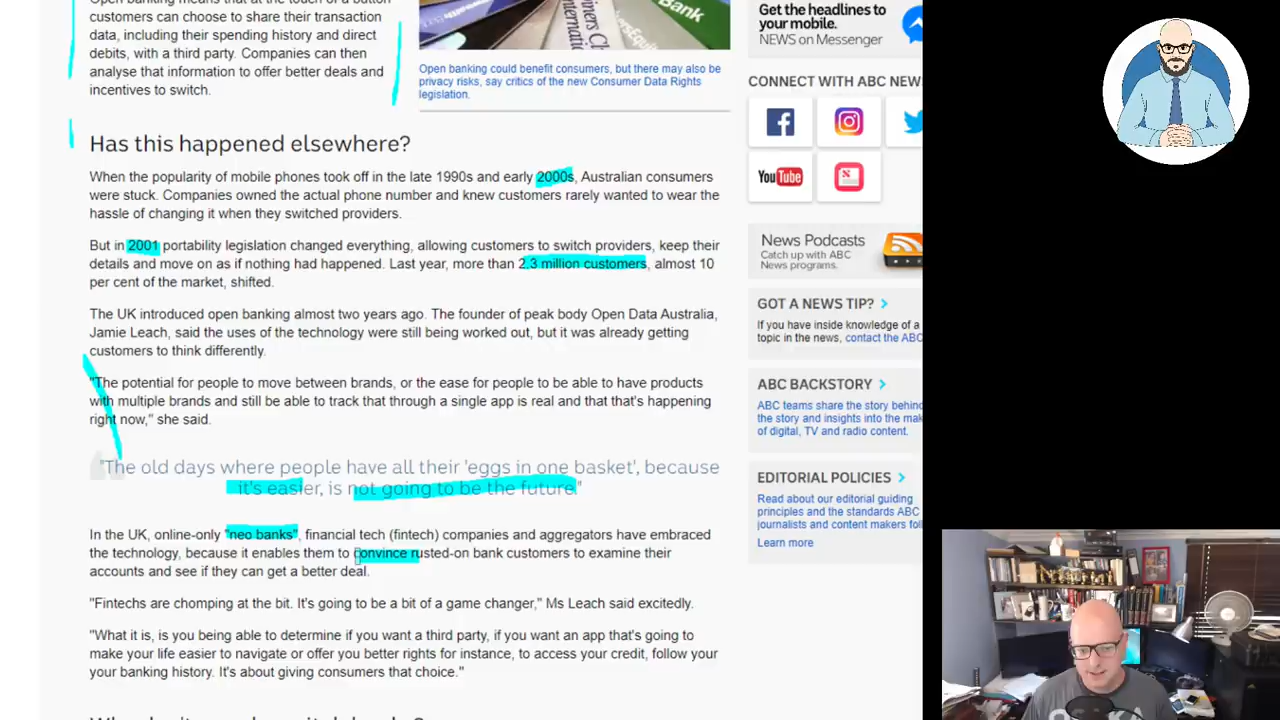 Open banking means that at the touch of a button
customers can choose to share their transaction
data, including their spending history and direct
debits, with a third party. Companies can then
analyse that information to offer better deals and
incentives to switch.
Bank
Open banking could benefit consumers, but there may also be
privacy risks, say critics of the new Consumer Data Rights
legislation.
Has this happened elsewhere?
When the popularity of mobile phones took off in the late 1990s and early 2000s, Australian consumers
were stuck. Companies owned the actual phone number and knew customers rarely wanted to wear the
hassle of changing it when they switched providers.
But in 2001 portability legislation changed everything, allowing customers to switch providers, keep their
details and move on as if nothing had happened. Last year, more than 2.3 million customers, almost 10
per cent of the market, shifted.
The UK introduced open banking almost two years ago. The founder of peak body Open Data Australia,
Jamie Leach, said the uses of the technology were still being worked out, but it was already getting
customers to think differently.
"The potential for people to move between brands, or the ease for people to be able to have products
with multiple brands and still be able to track that through a single app is real and that that's happening
right now," she said.
"The old days where people have all their 'eggs in one basket', because
it's easier, is not going to be the future"
In the UK, online-only "neo banks", financial tech (fintech) companies and aggregators have embraced
the technology, because it enables them to convince rusted-on bank customers to examine their
accounts and see if they can get a better deal.
"Fintechs are chomping at the bit. It's going to be a bit of a game changer," Ms Leach said excitedly.
"What it is, is you being able to determine if you want a third party, if you want an app that's going to
make your life easier to navigate or offer you better rights for instance, to access your credit, follow your
your banking history. It's about giving consumers that choice."
Get the headlines to
your mobile.
NEWS on Messenger
CONNECT WITH ABC NEW
You Tube
News Podcasts
Catch up with ABC
News programs.
GOT A NEWS TIP?
If you have inside knowledge of a
topic in the news, contact the ABC
ABC BACKSTORY
ABC teams share the story behind
the story and insights into the mak
of digital, TV and radio content.
EDITORIAL POLICIES
Read about our editorial guiding
principles and the standards ABC
journalists and content makers foll
Learn more